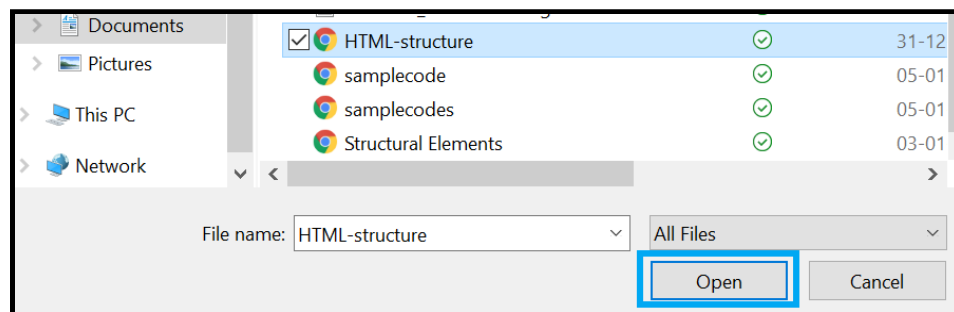 Documents
Pictures
This PC
Network
HTML-structure 31-12
samplecode 05-01
samplecodes 05-01
Structural Elements 03-01
File name: HTML-structure All Files
Open Cancel